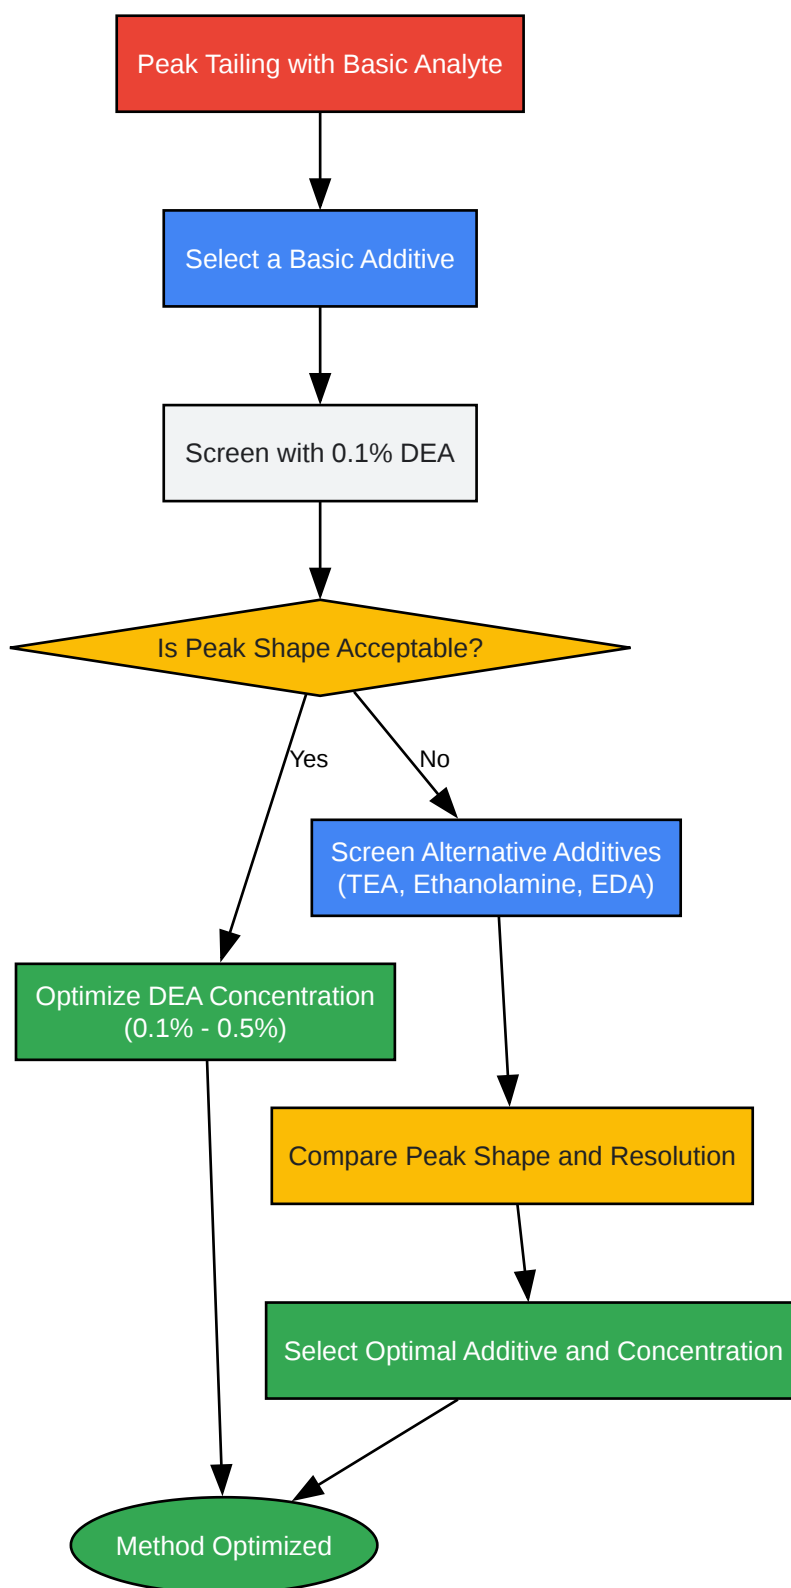 Peak Tailing with Basic Analyte
Select a Basic Additive
Screen with 0.1% DEA
Is Peak Shape Acceptable?
Yes
No
Screen Alternative Additives
(TEA, Ethanolamine, EDA)
Optimize DEA Concentration
(0.1% - 0.5%)
Compare Peak Shape and Resolution
Select Optimal Additive and Concentration
Method Optimized